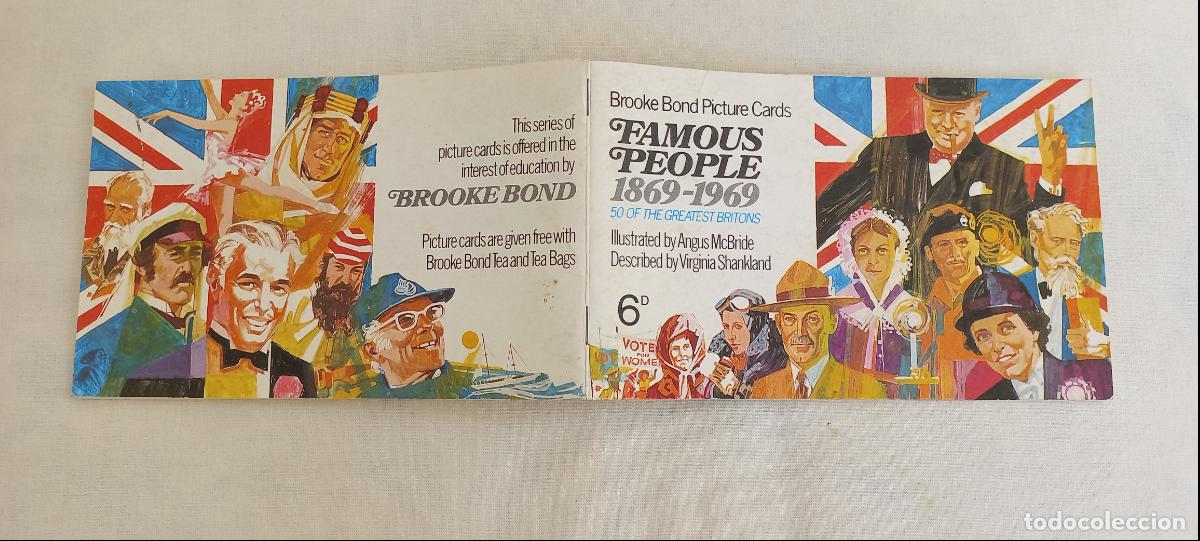 This series of
picture cards is offered in the
interest of education by
BROOKE BOND
Picture cards are given free with
Brooke Bond Tea and Tea Bags
Brooke Bond Picture Cards
FAMOUS
PEOPLE
1869-1969
50 OF THE GREATEST BRITONS
Illustrated by Angus McBride
Described by Virginia Shankland
6D
VOTE
FOR
WOME
VOTE
todocoleccion